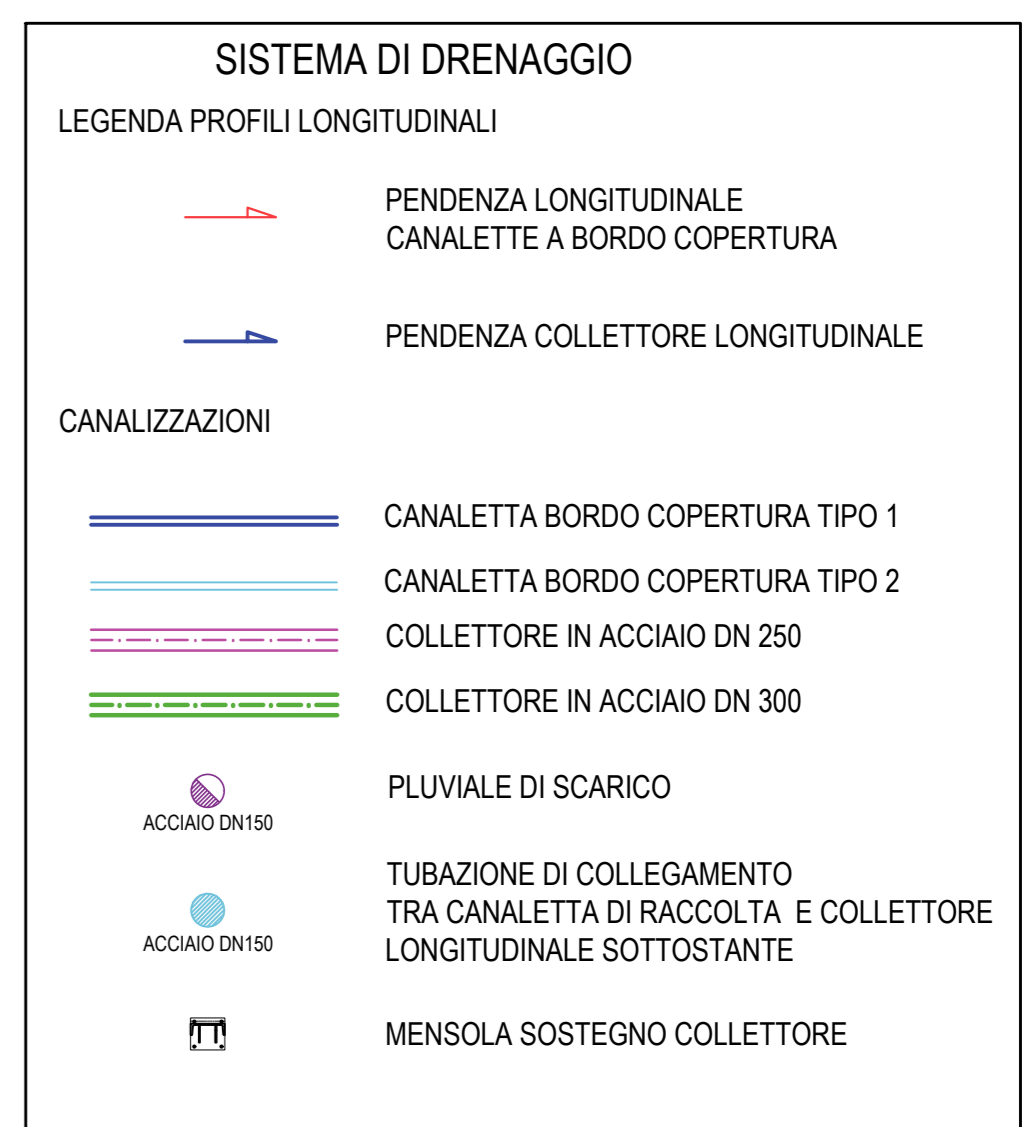 SISTEMA DI DRENAGGIO
LEGENDA PROFILI LONGITUDINALI
PENDENZA LONGITUDINALE
CANALETTE A BORDO COPERTURA
PENDENZA COLLETTORE LONGITUDINALE
CANALIZZAZIONI
CANALETTA BORDO COPERTURA TIPO 1
CANALETTA BORDO COPERTURA TIPO 2
COLLETTORE IN ACCIAIO DN 250
COLLETTORE IN ACCIAIO DN 300
PLUVIALE DI SCARICO
ACCIAIO DN150
TUBAZIONE DI COLLEGAMENTO
TRA CANALETTA DI RACCOLTA E COLLETTORE
LONGITUDINALE SOTTOSTANTE
ACCIAIO DN150
MENSOLA SOSTEGNO COLLETTORE